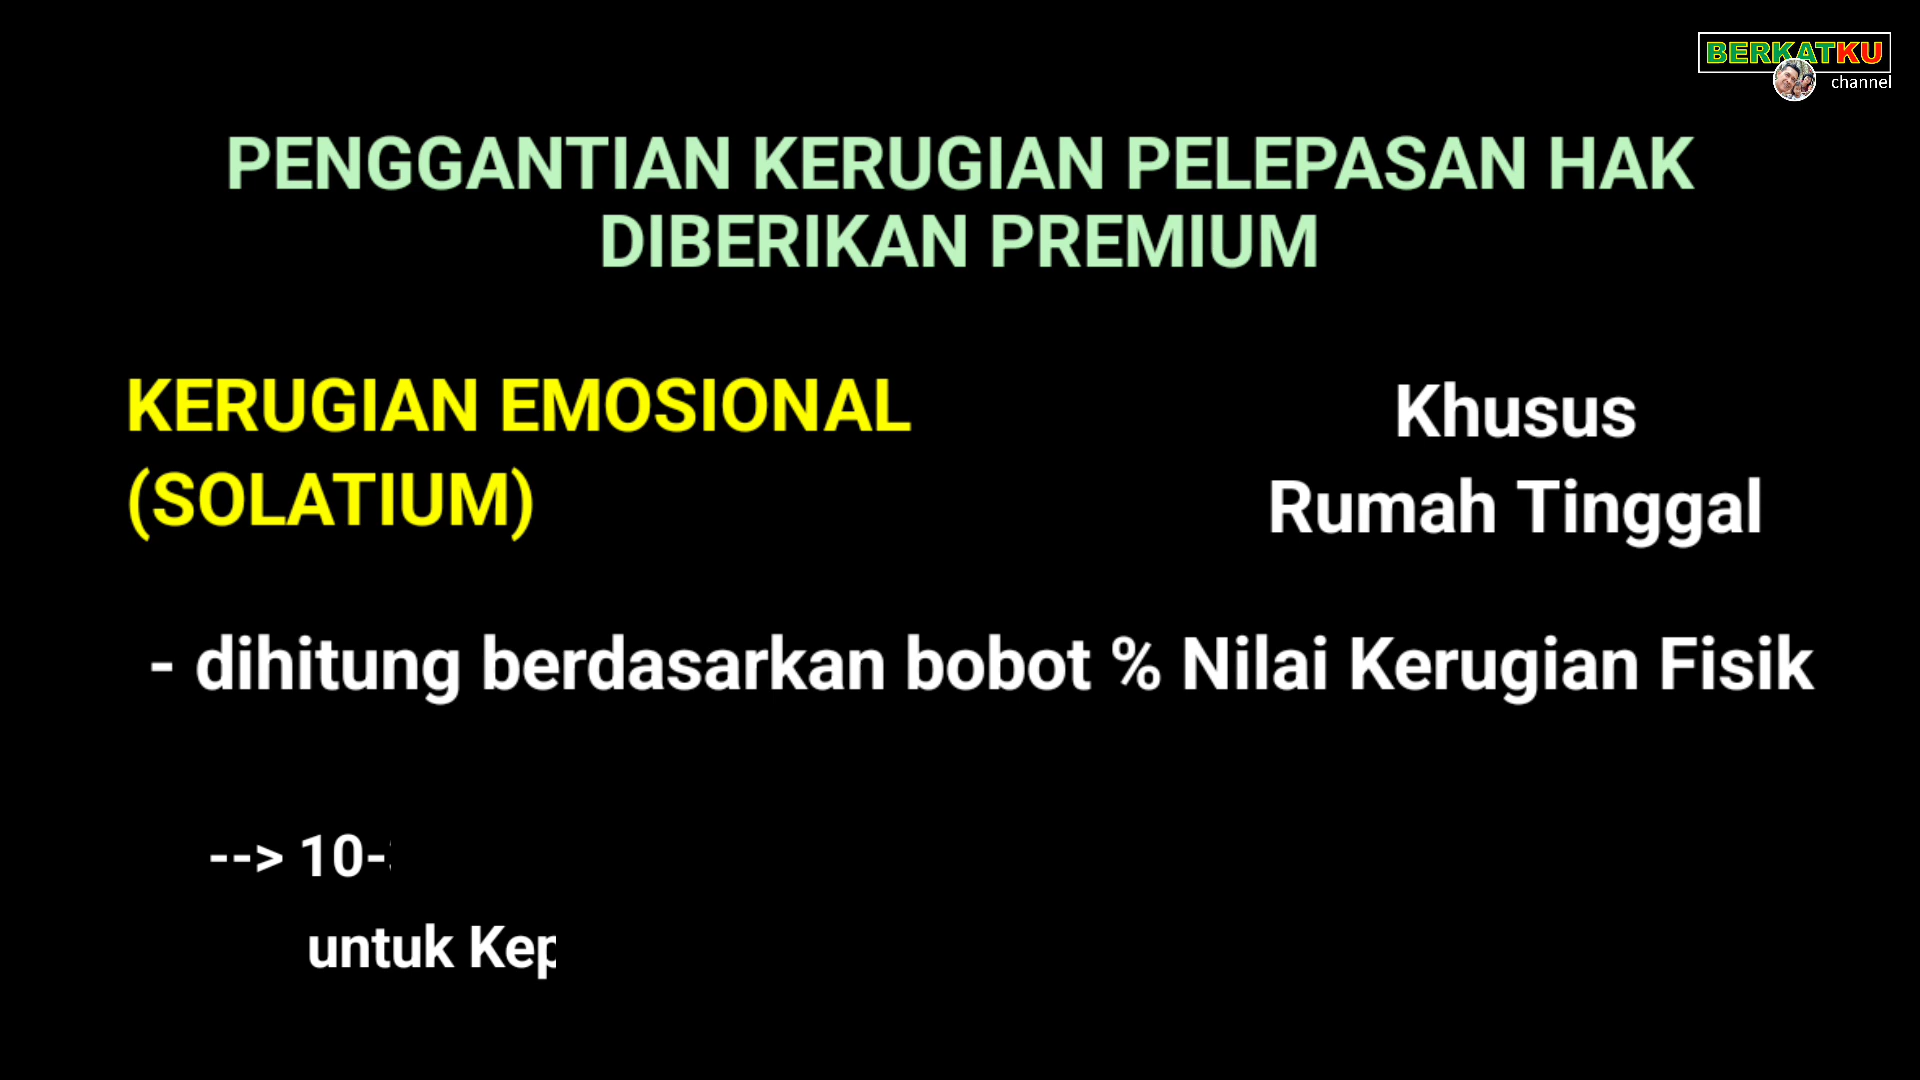 BERKATKU
channel
PENGGANTIAN KERUGIAN PELEPASAN HAK
DIBERIKAN PREMIUM
KERUGIAN EMOSIONAL
(SOLATIUM)
Khusus
Rumah Tinggal
- dihitung berdasarkan bobot % Nilai Kerugian Fisik
--> 10-
untuk Kep